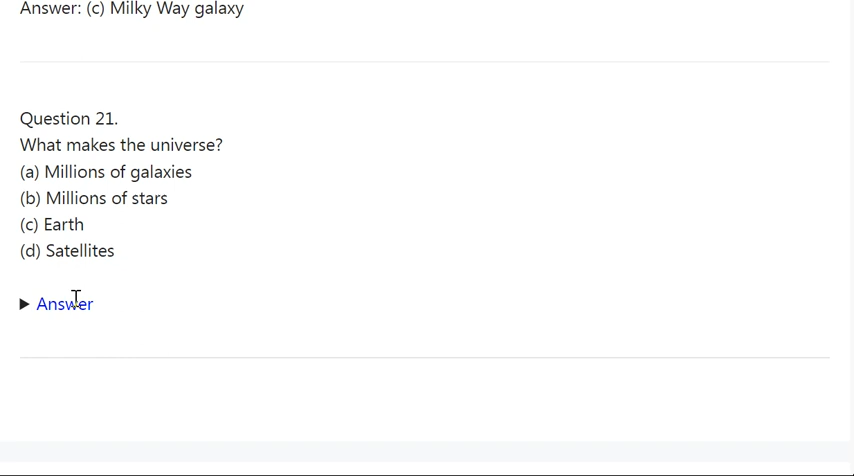 Answer: (c) Milky Way galaxy
Question 21.
What makes the universe?
(a) Millions of galaxies
(b) Millions of stars
(c) Earth
(d) Satellites
Answer